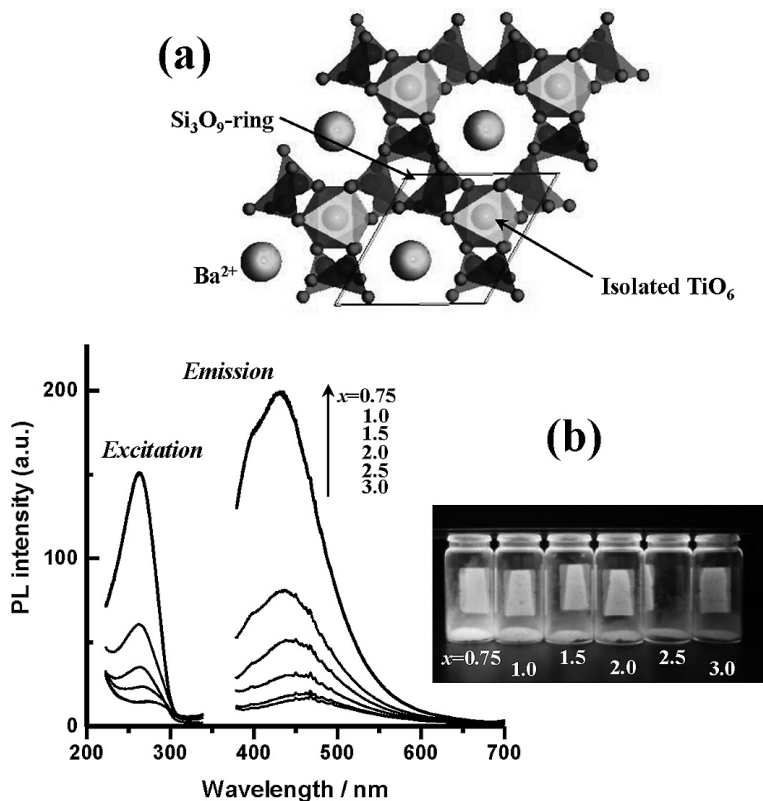 (a)
Si₃O₉-ring
Ba²⁺
Isolated TiO₆
Emission
Excitation
x=0.75
1.0
1.5
2.0
2.5
3.0
(b)
PL intensity (a.u.)
200
100
0
200 300 400 500 600 700
Wavelength / nm
x=0.75 1.0 1.5 2.0 2.5 3.0